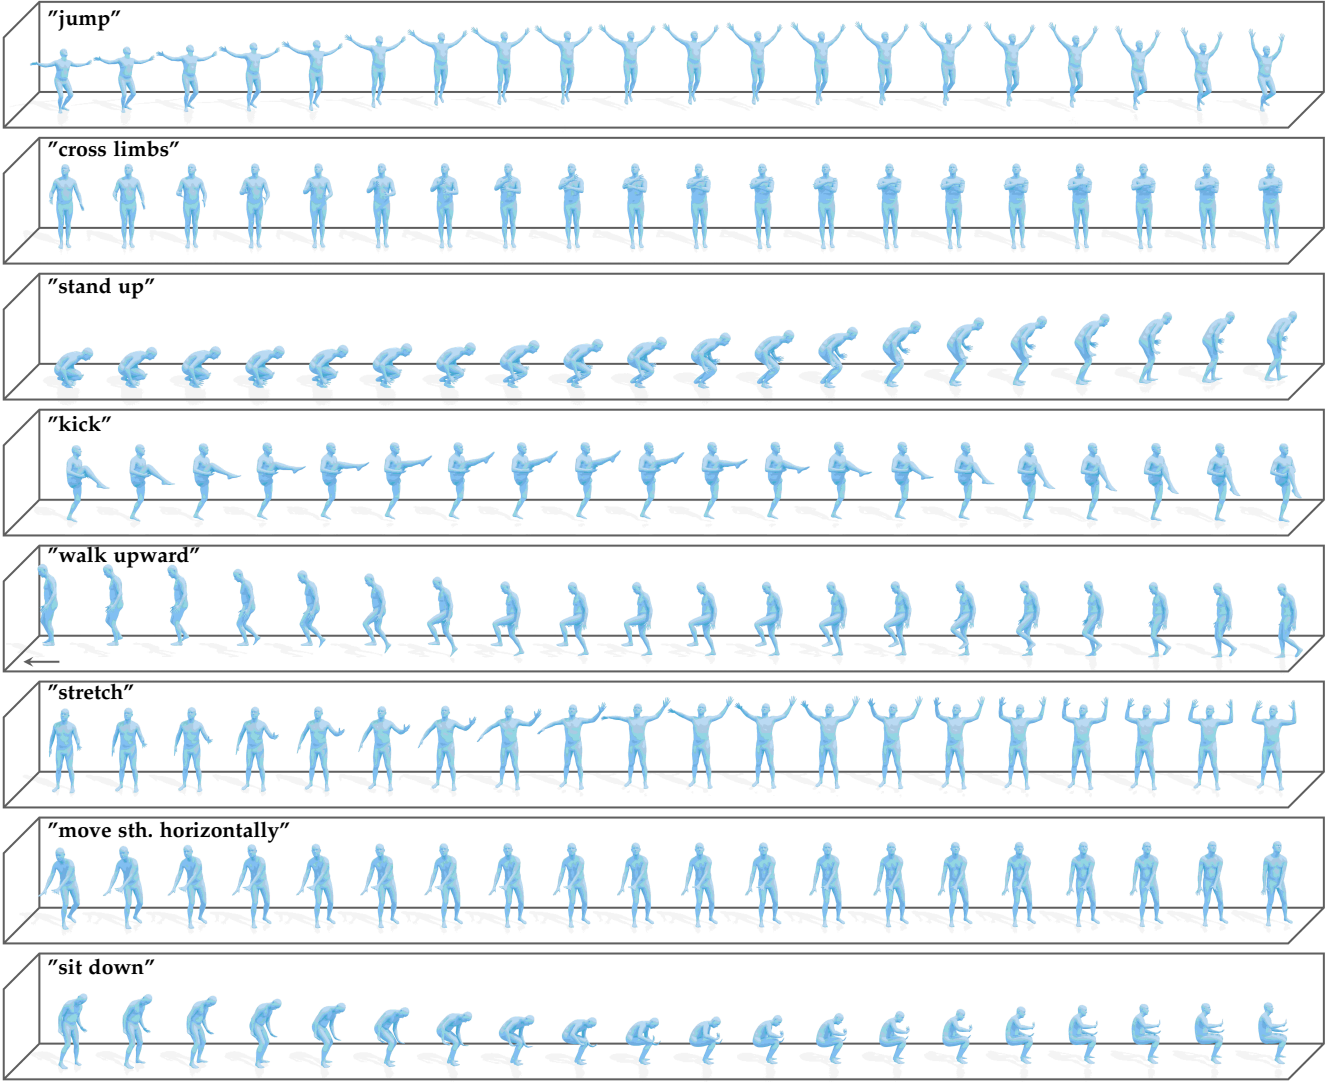 ”jump”
”cross limbs”
”stand up”
”kick”
”walk upward”
”stretch”
”move sth. horizontally”
”sit down”